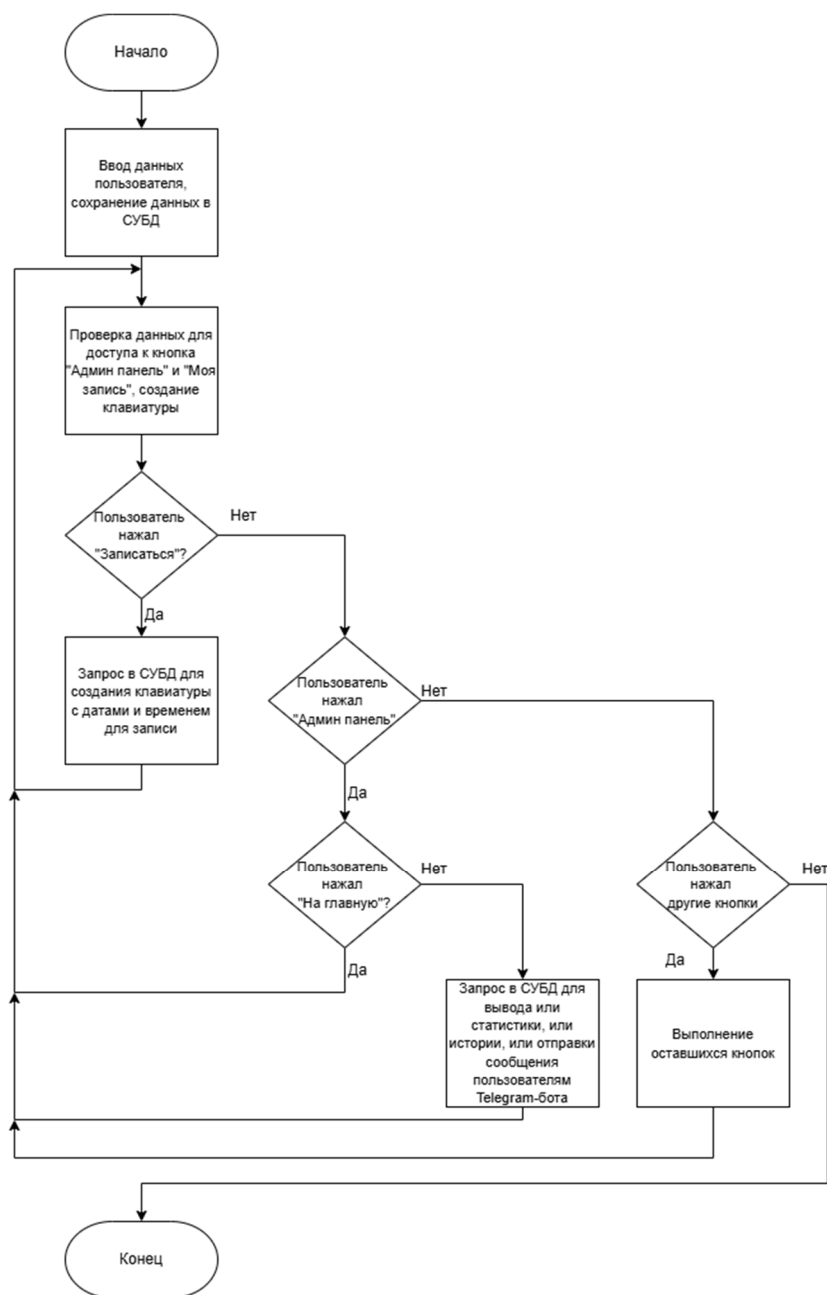 Начало
Ввод данных
пользователя,
сохранение данных в
СУБД
Проверка данных для
доступа к кнопка
"Админ панель" и "Моя
запись", создание
клавиатуры
Пользователь
нажал
"Записаться"?
Нет
Да
Запрос в СУБД для
создания клавиатуры
с датами и временем
для записи
Пользователь
нажал
"Админ панель"
Нет
Да
Пользователь
нажал
"На главную"?
Нет
Да
Пользователь
нажал
другие кнопки
Нет
Да
Запрос в СУБД для
вывода или
статистики, или
истории, или отправки
сообщения
пользователям
Telegram-бота
Выполнение
оставшихся кнопок
Конец